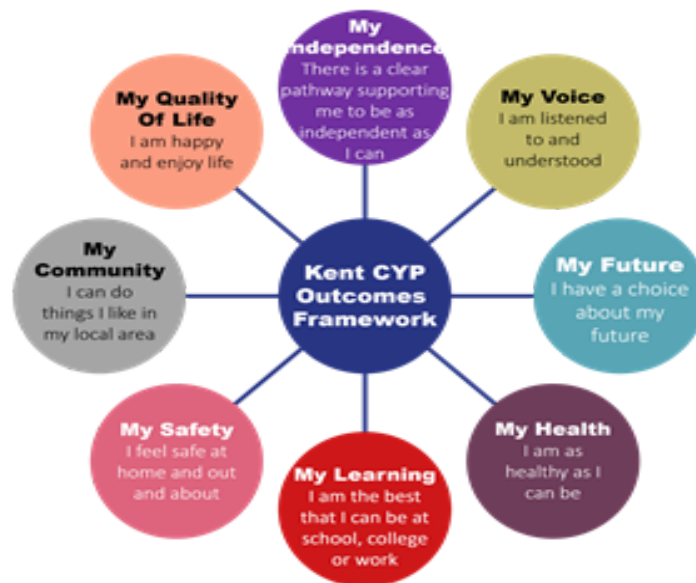 My
Independence
There is a clear
pathway supporting
me to be as
independent as
I can
My Voice
I am listened
to and
understood
My Future
I have a choice
about my
future
My Health
I am as
healthy as I
can be
My Learning
I am the best
that I can be at
school, college
or work
My Safety
I feel safe at
home and out
and about
My
Community
I can do
things I like in
my local area
My Quality
Of Life
I am happy
and enjoy life
Kent CYP
Outcomes
Framework